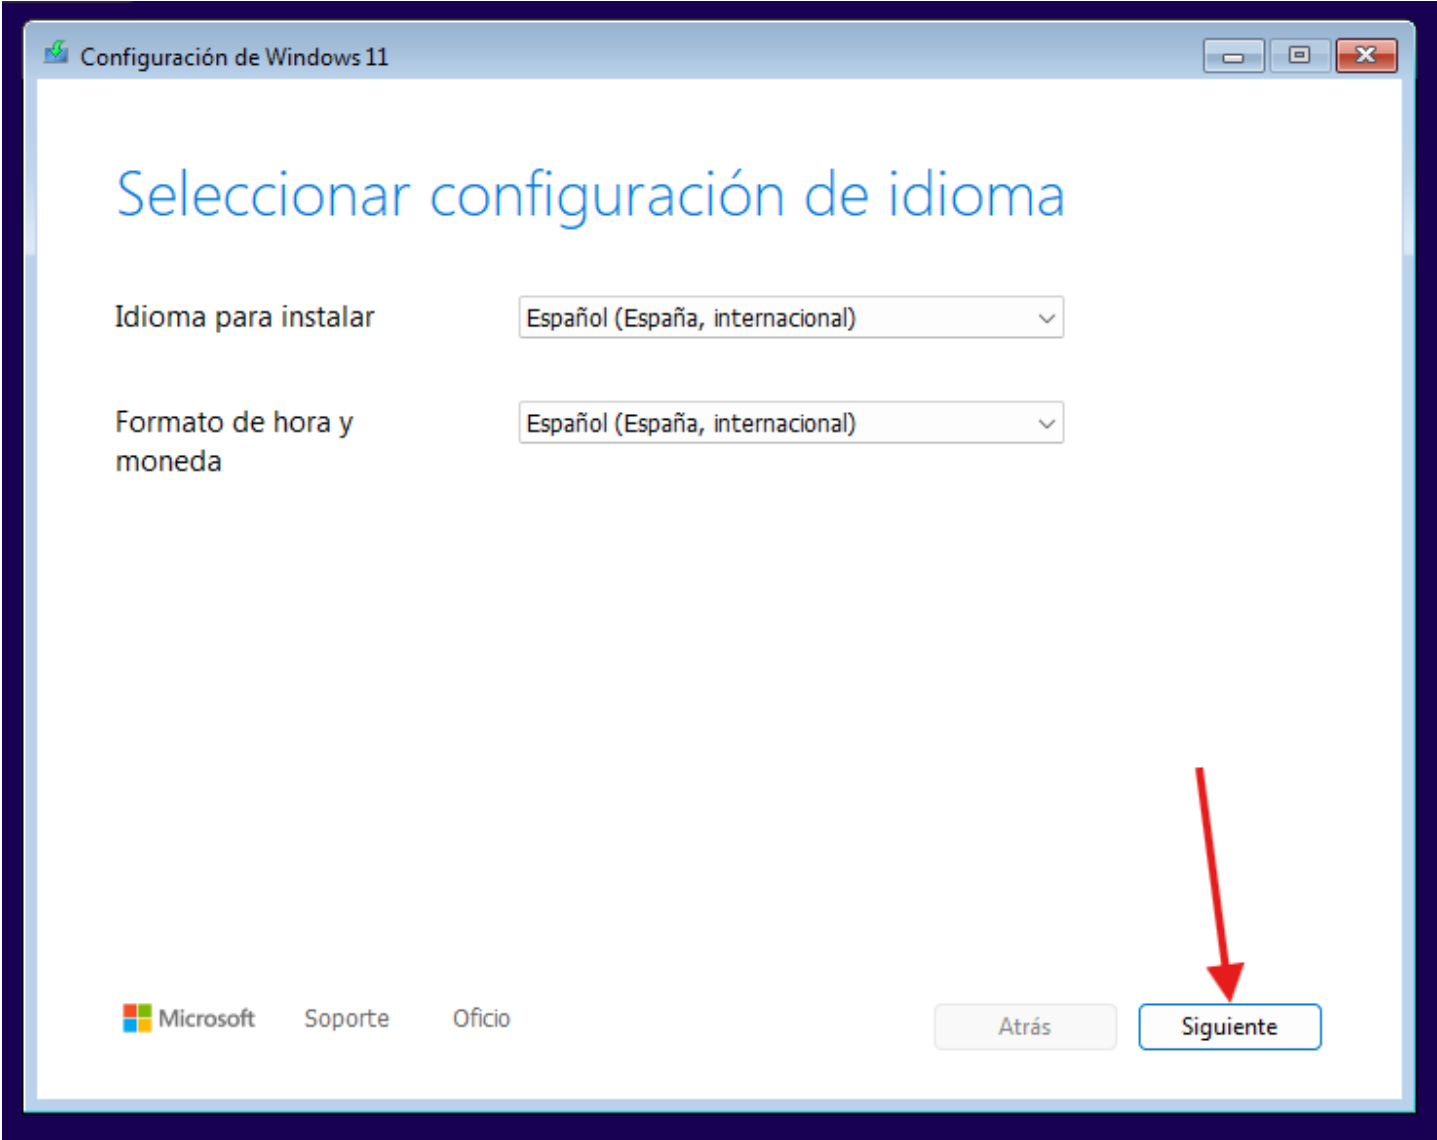 Configuración de Windows 11
Seleccionar configuración de idioma
Idioma para instalar
Español (España, internacional)
Formato de hora y
moneda
Español (España, internacional)
Microsoft
Soporte
Oficio
Atrás
Siguiente